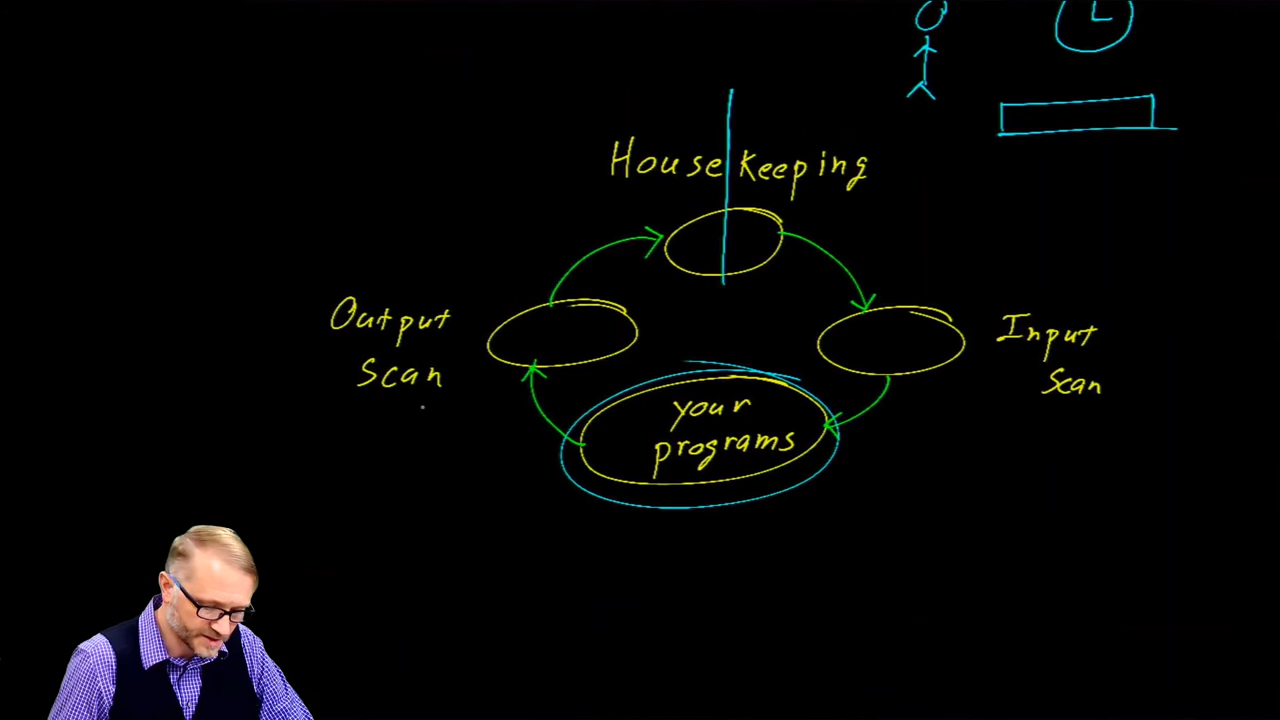 House Keeping
Output
Scan
Input
Scan
your
programs